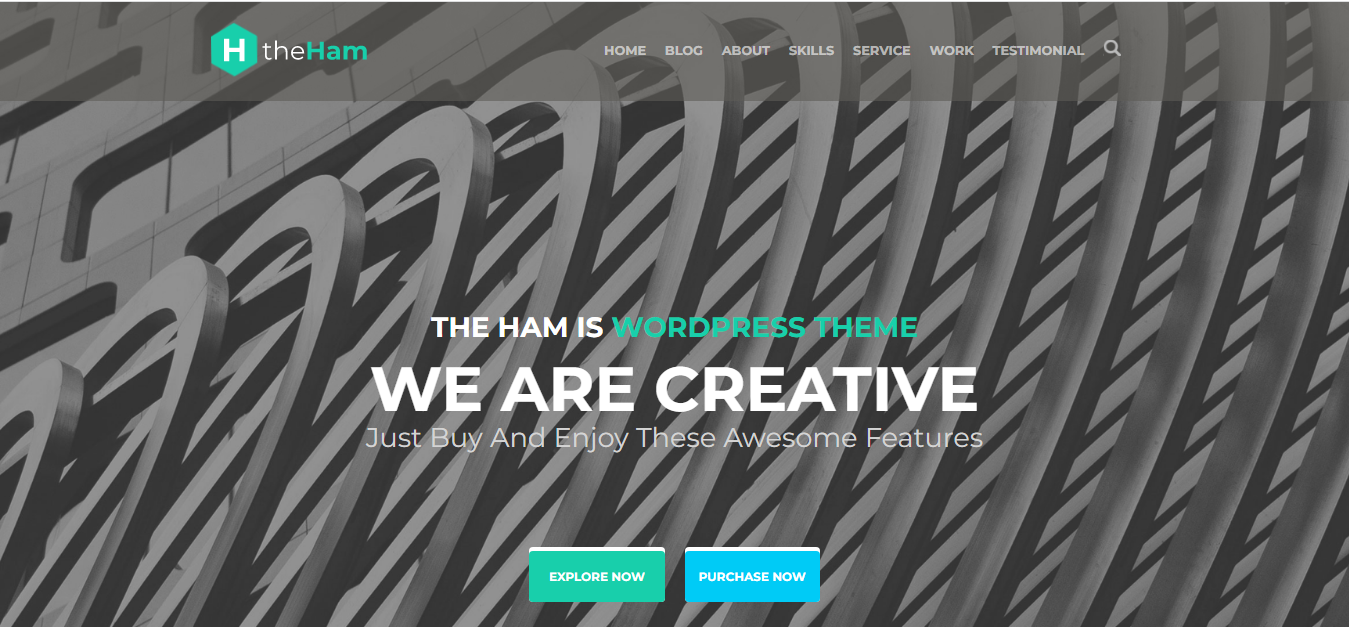 H theHam
HOME BLOG ABOUT SKILLS SERVICE WORK TESTIMONIAL
THE HAM IS WORDPRESS THEME
WE ARE CREATIVE
Just Buy And Enjoy These Awesome Features
EXPLORE NOW PURCHASE NOW